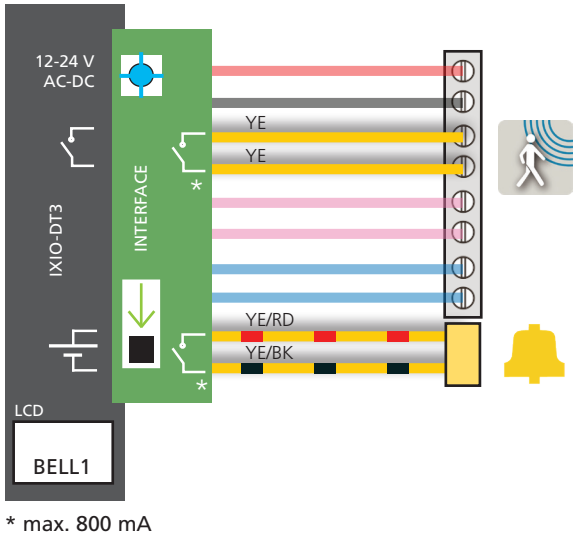 12-24 V
AC-DC
IXIO-DT3
INTERFACE
*
YE
YE
YE/RD
YE/BK
*
LCD
BELL1
* max. 800 mA